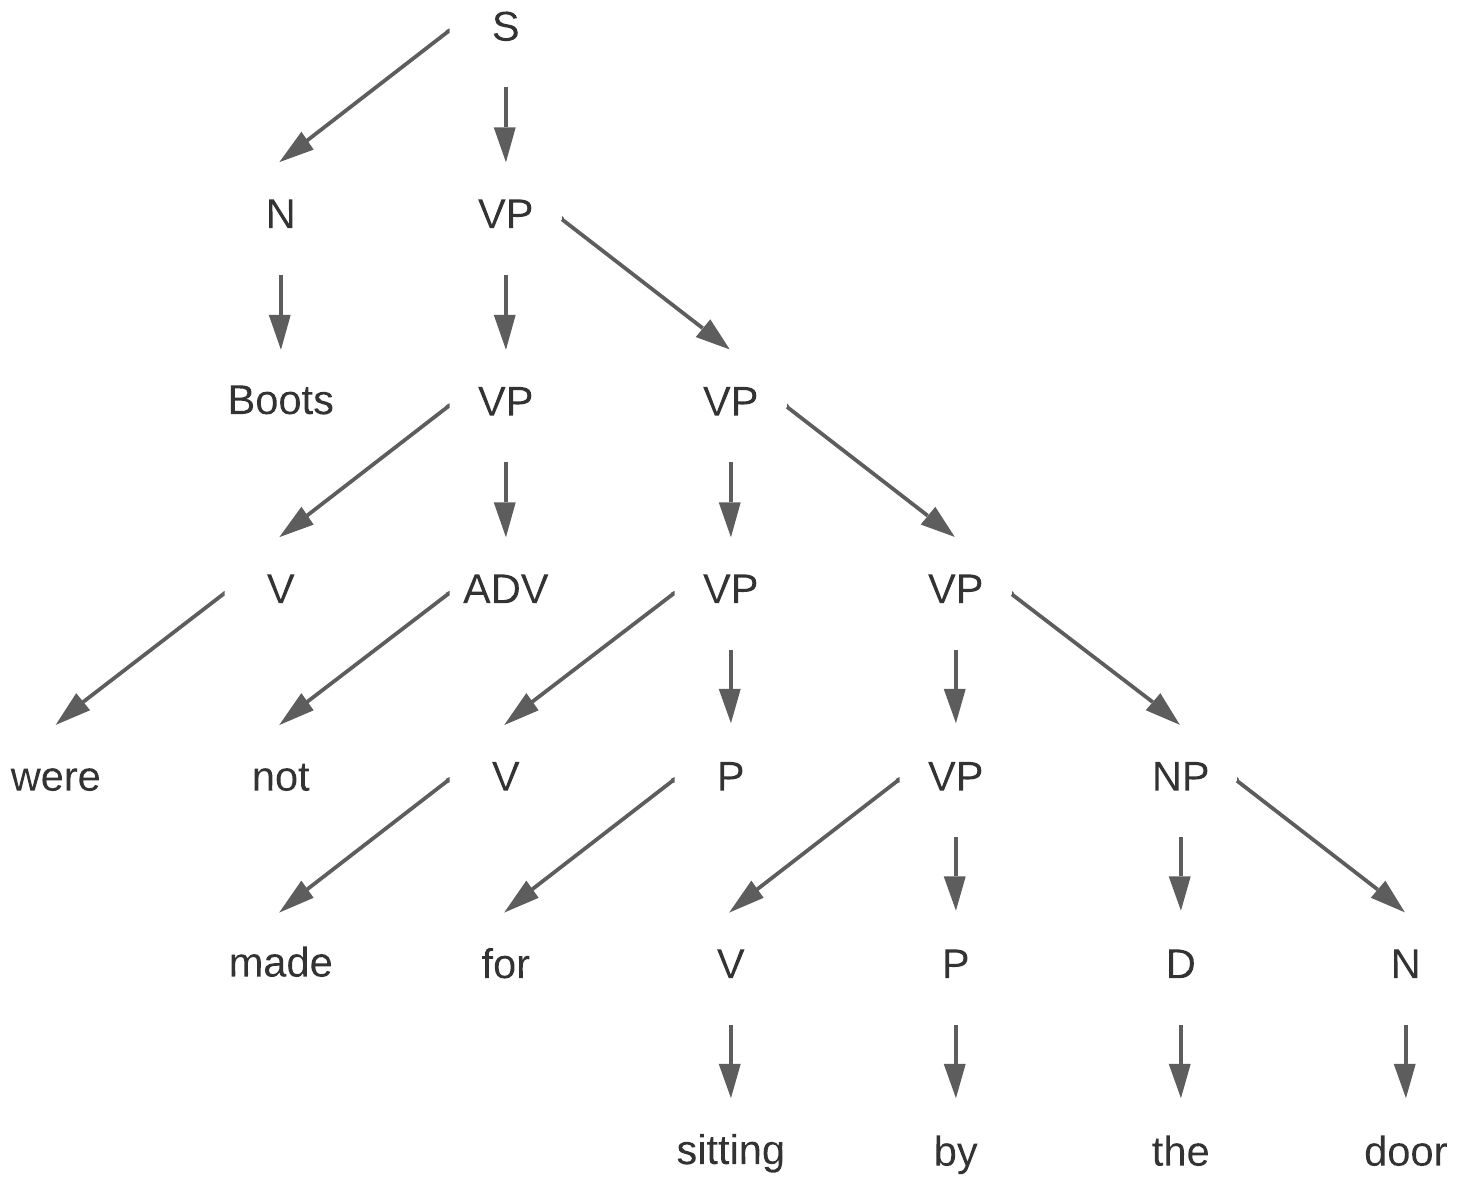 S
N VP
Boots VP VP
V ADV VP VP
were not V P VP NP
made for V P D N
sitting by the door